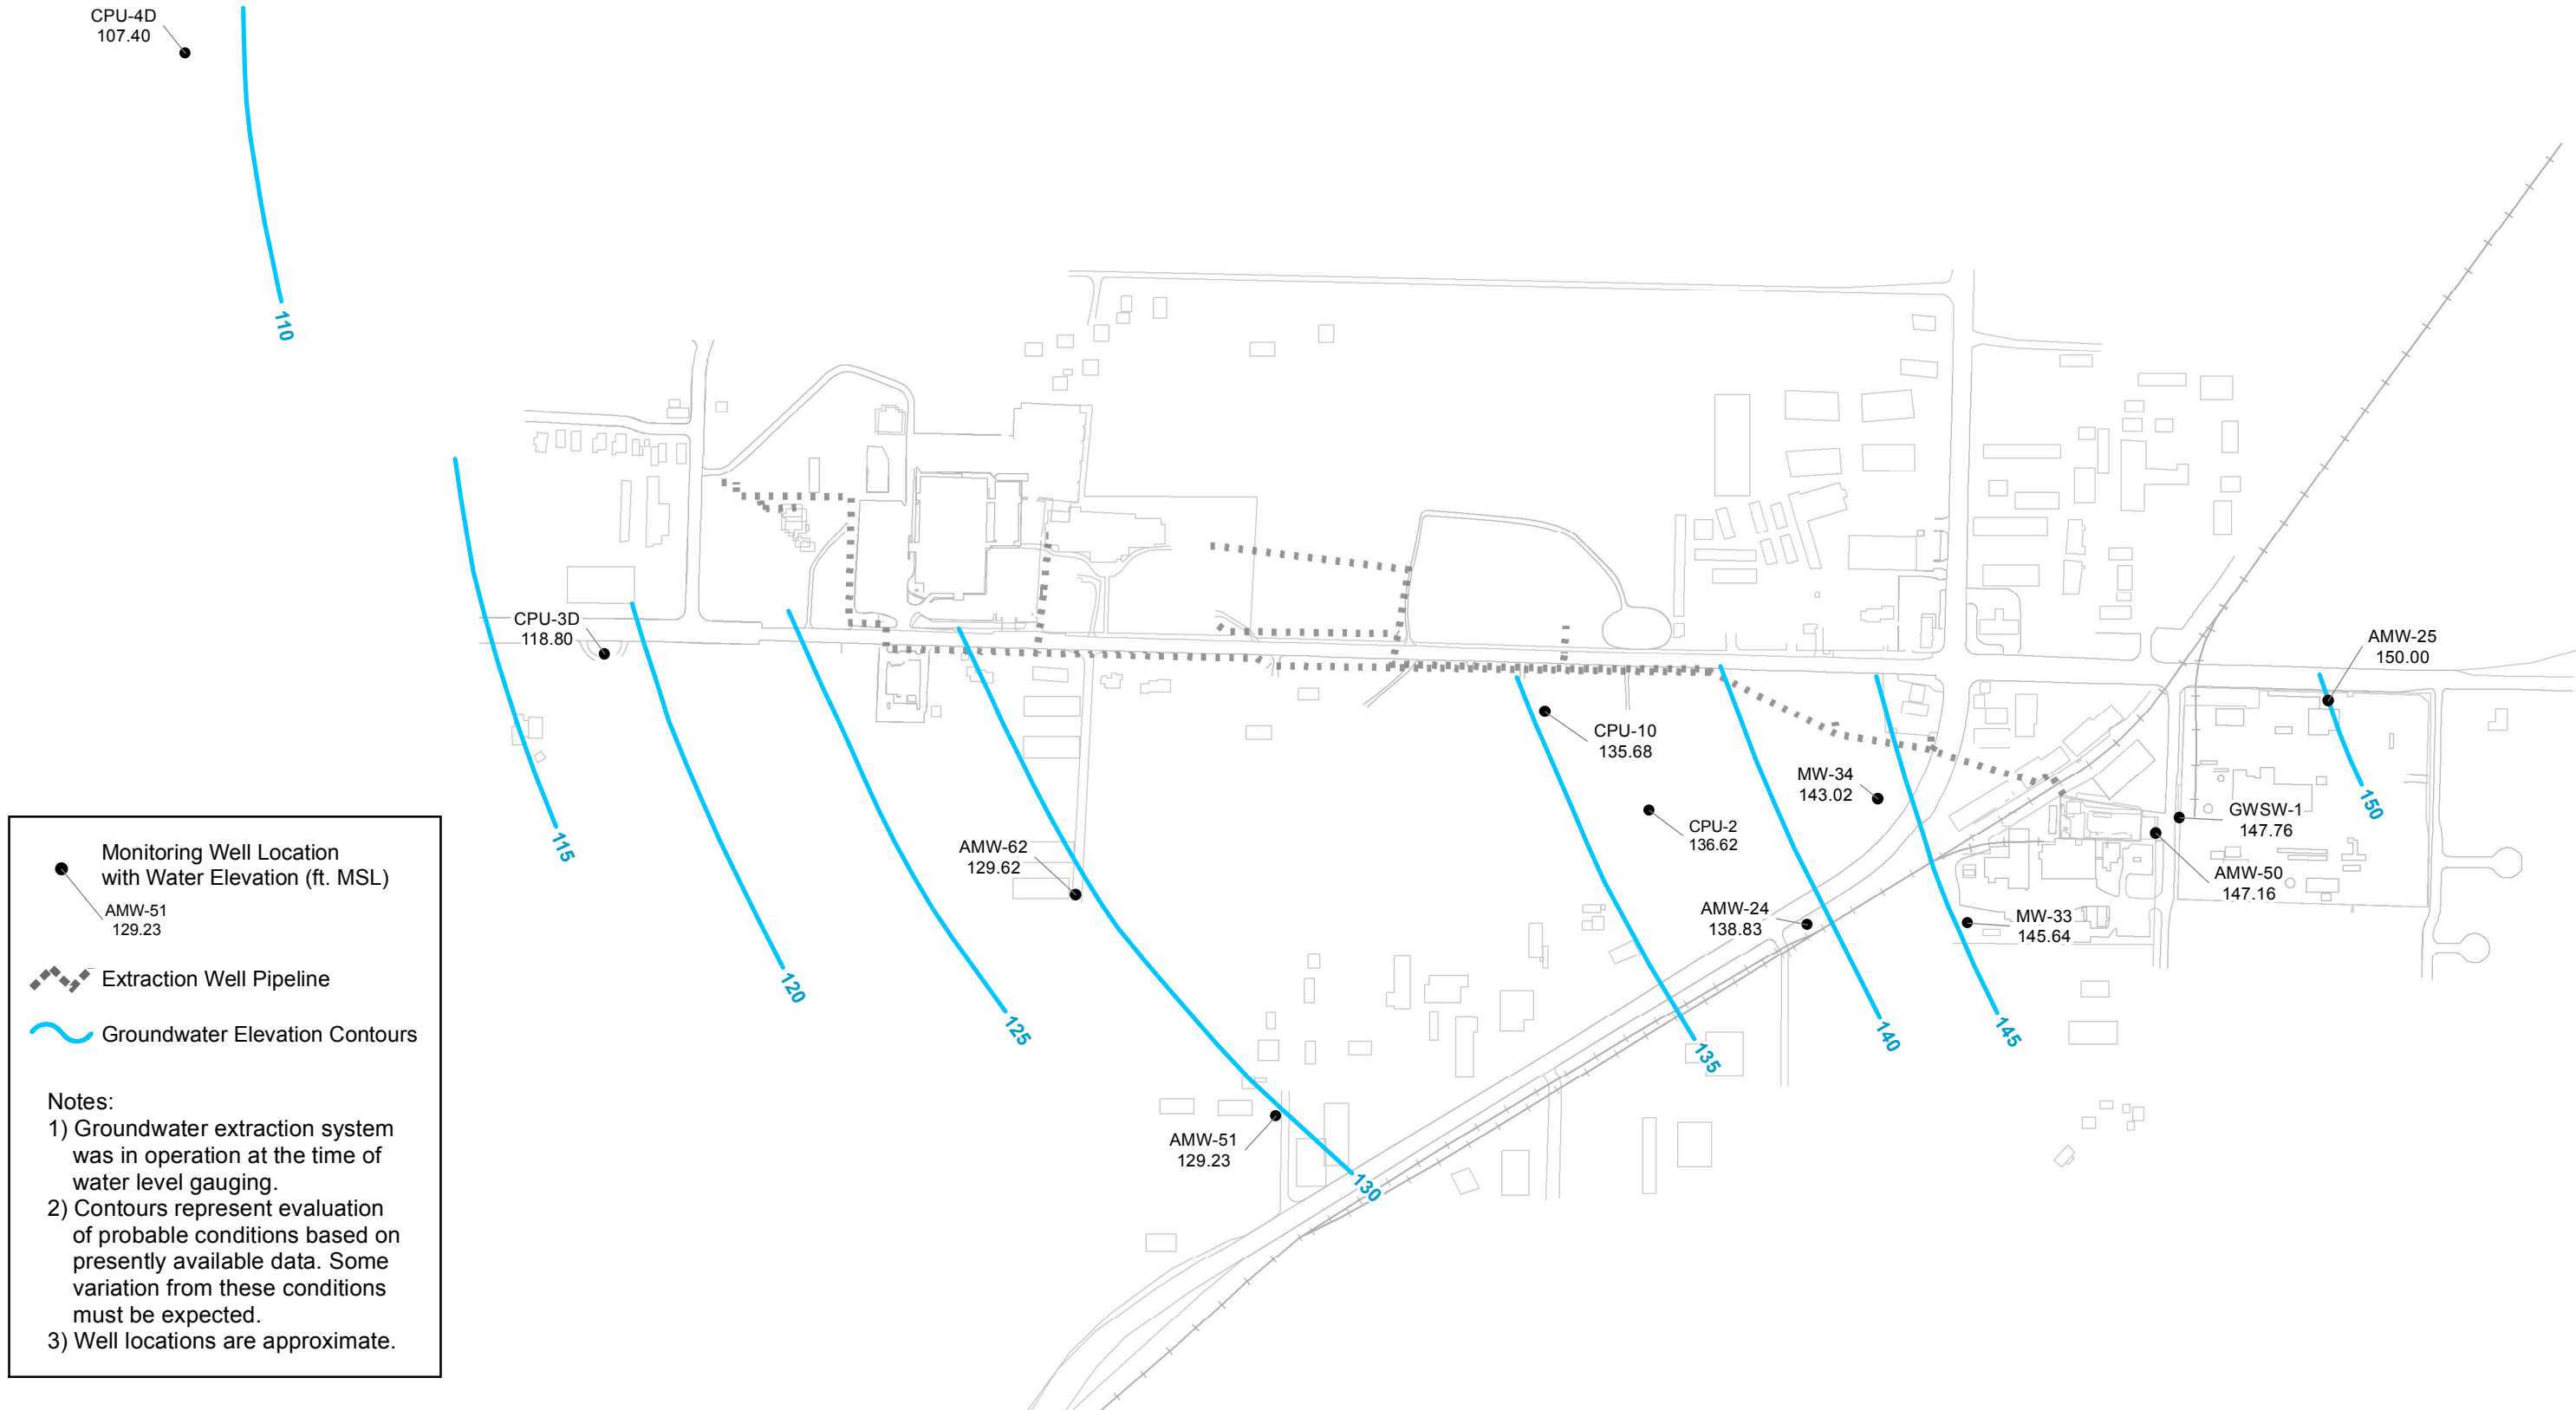 CPU-4D
107.40
110
CPU-3D
118.80
AMW-25
150.00
CPU-10
135.68
MW-34
143.02
GWSW-1
147.76
150
CPU-2
136.62
115
AMW-62
129.62
AMW-50
147.16
AMW-24
138.83
MW-33
145.64
120
125
135
140
145
AMW-51
129.23
130
Monitoring Well Location
with Water Elevation (ft. MSL)
AMW-51
129.23
Extraction Well Pipeline
Groundwater Elevation Contours
Notes:
1) Groundwater extraction system
was in operation at the time of
water level gauging.
2) Contours represent evaluation
of probable conditions based on
presently available data. Some
variation from these conditions
must be expected.
3) Well locations are approximate.